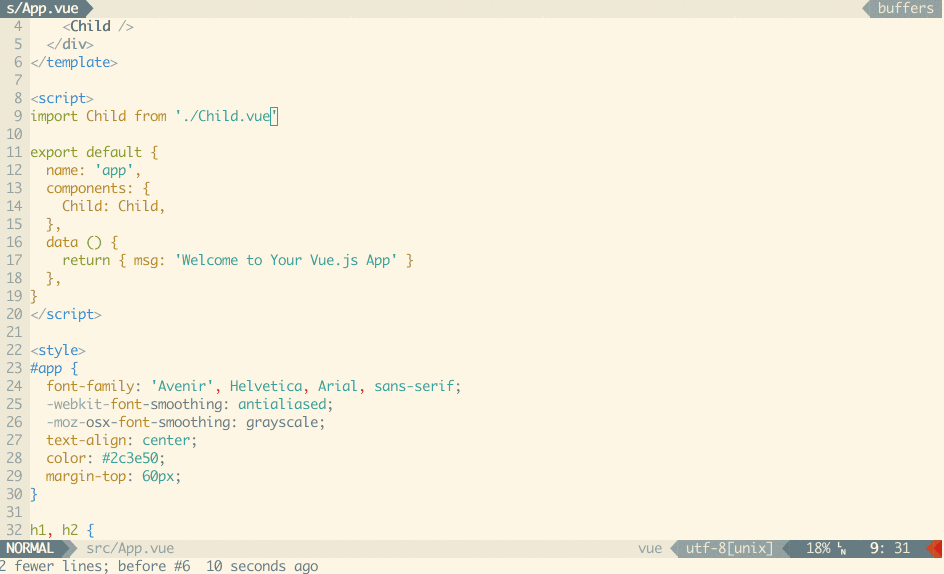 s/App.vue buffers
4     <Child />
5   </div>
6 </template>
7
8 <script>
9 import Child from './Child.vue'
10
11 export default {
12   name: 'app',
13   components: {
14     Child: Child,
15   },
16   data () {
17     return { msg: 'Welcome to Your Vue.js App' }
18   },
19 }
20 </script>
21
22 <style>
23 #app {
24   font-family: 'Avenir', Helvetica, Arial, sans-serif;
25   -webkit-font-smoothing: antialiased;
26   -moz-osx-font-smoothing: grayscale;
27   text-align: center;
28   color: #2c3e50;
29   margin-top: 60px;
30 }
31
32 h1, h2 {
NORMAL src/App.vue vue utf-8[unix] 18% ␤ 9: 31
2 fewer lines; before #6  10 seconds ago